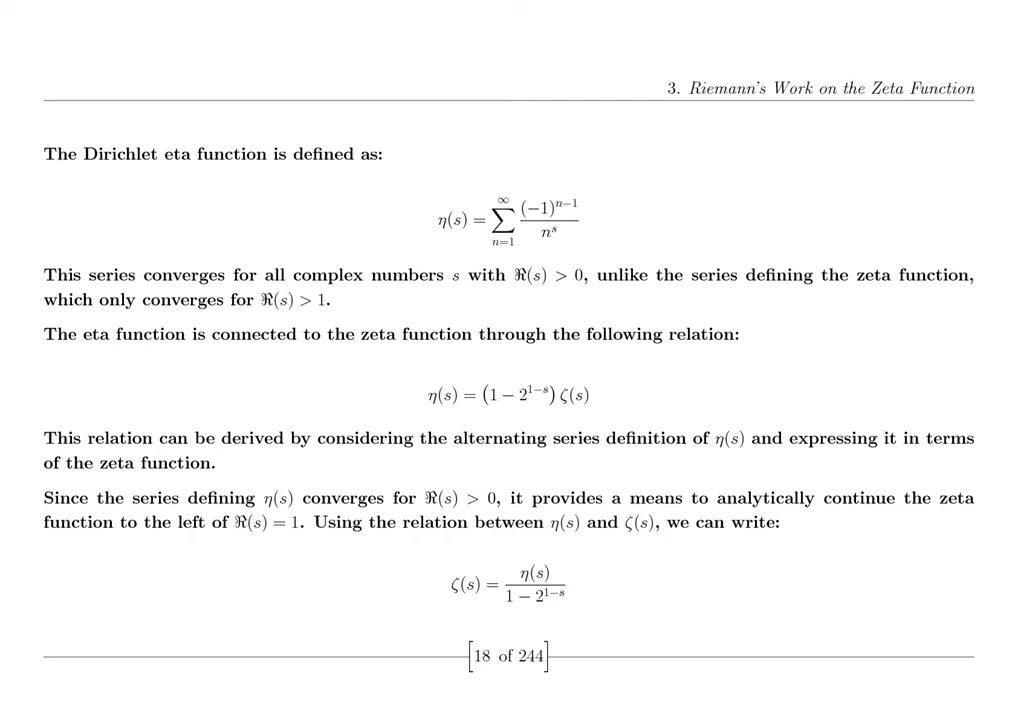 3. Riemann's Work on the Zeta Function
The Dirichlet eta function is defined as:
η(s) = ∑_{n=1}^{∞} (−1)^{n−1} / n^s
This series converges for all complex numbers s with ℜ(s) > 0, unlike the series defining the zeta function,
which only converges for ℜ(s) > 1.
The eta function is connected to the zeta function through the following relation:
η(s) = (1 − 2^{1−s}) ζ(s)
This relation can be derived by considering the alternating series definition of η(s) and expressing it in terms
of the zeta function.
Since the series defining η(s) converges for ℜ(s) > 0, it provides a means to analytically continue the zeta
function to the left of ℜ(s) = 1. Using the relation between η(s) and ζ(s), we can write:
ζ(s) = η(s) / (1 − 2^{1−s})
[18 of 244]